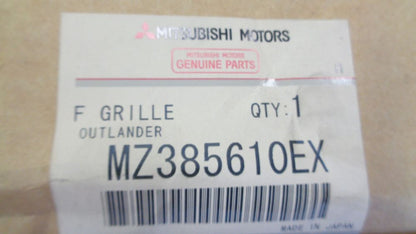 MITSUBISHI MOTORS
MITSUBISHI MOTORS
GENUINE PARTS
F GRILLE QTY:1
OUTLANDER
MZ385610EX
MADE IN JAPAN